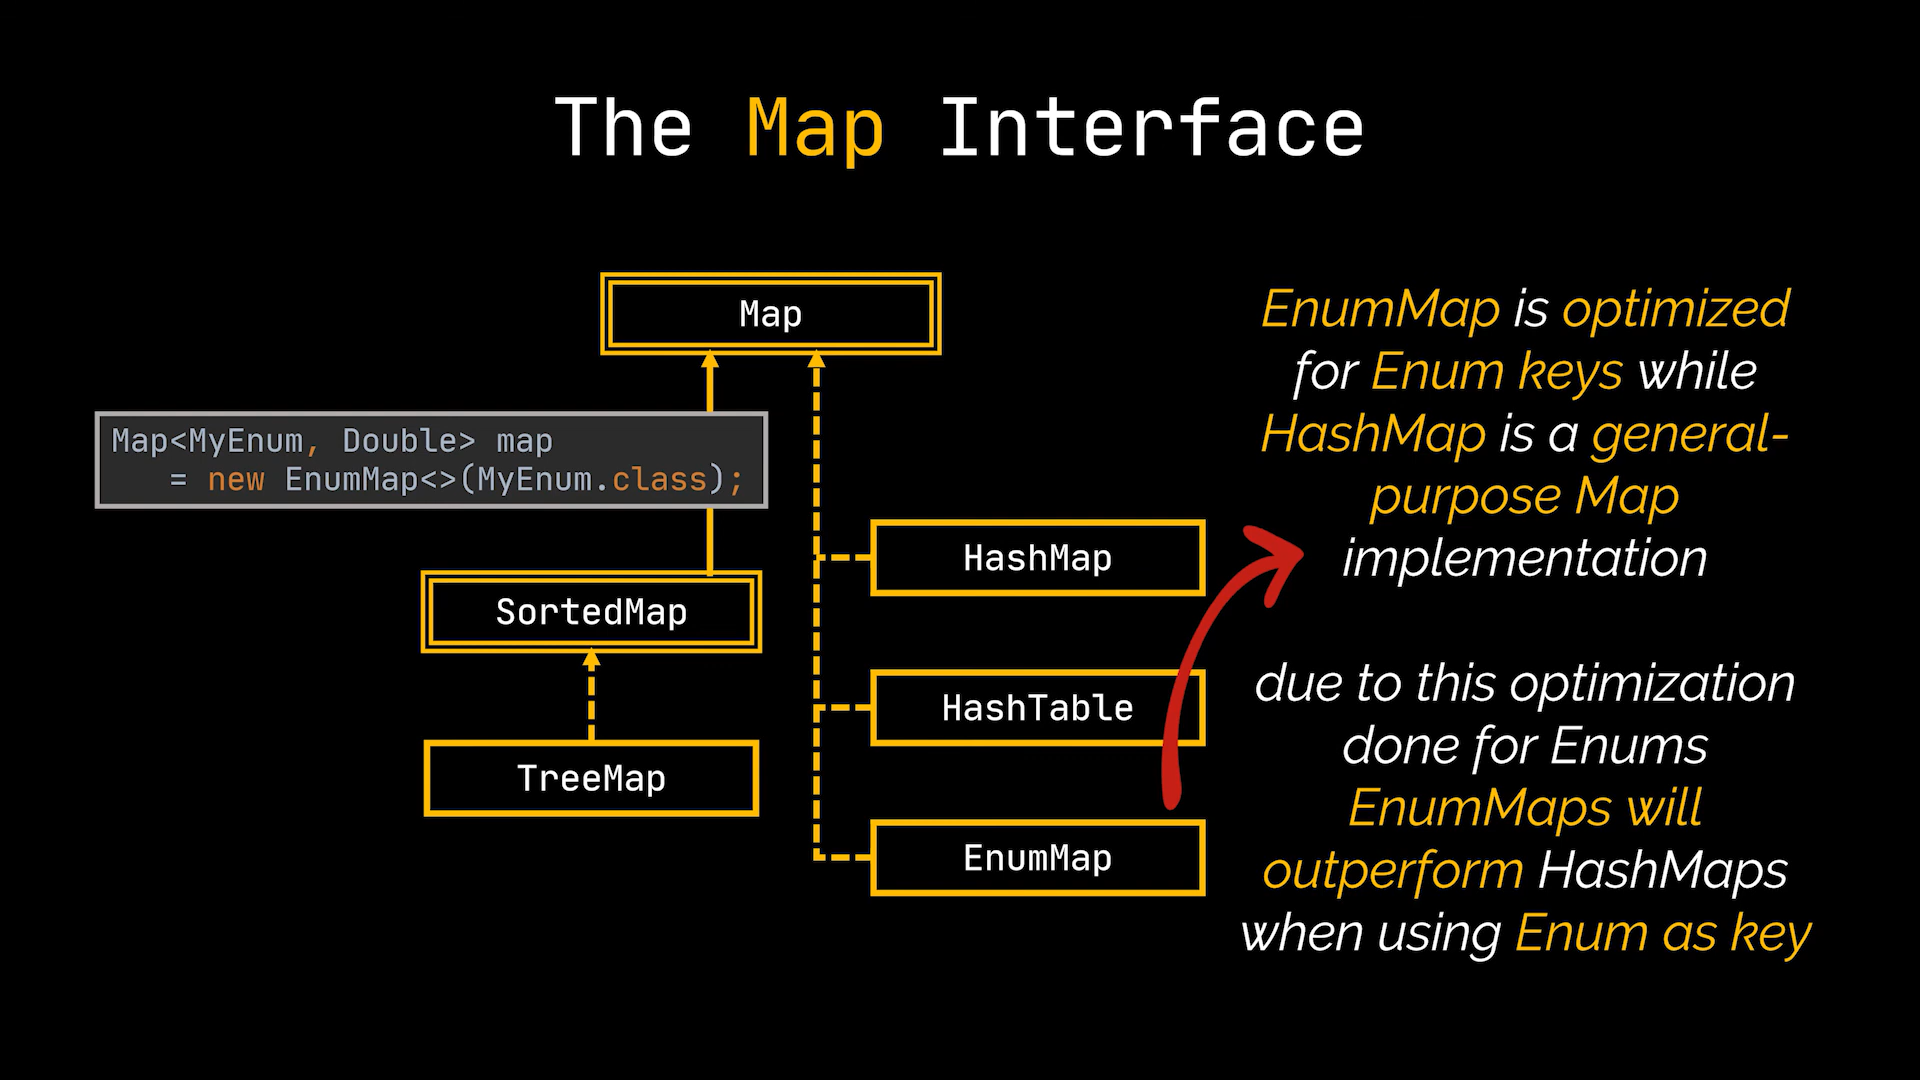 The Map Interface
Map
Map<MyEnum, Double> map
= new EnumMap<>(MyEnum.class);
SortedMap
TreeMap
HashMap
HashTable
EnumMap
EnumMap is optimized
for Enum keys while
HashMap is a general-
purpose Map
implementation
due to this optimization
done for Enums
EnumMaps will
outperform HashMaps
when using Enum as key